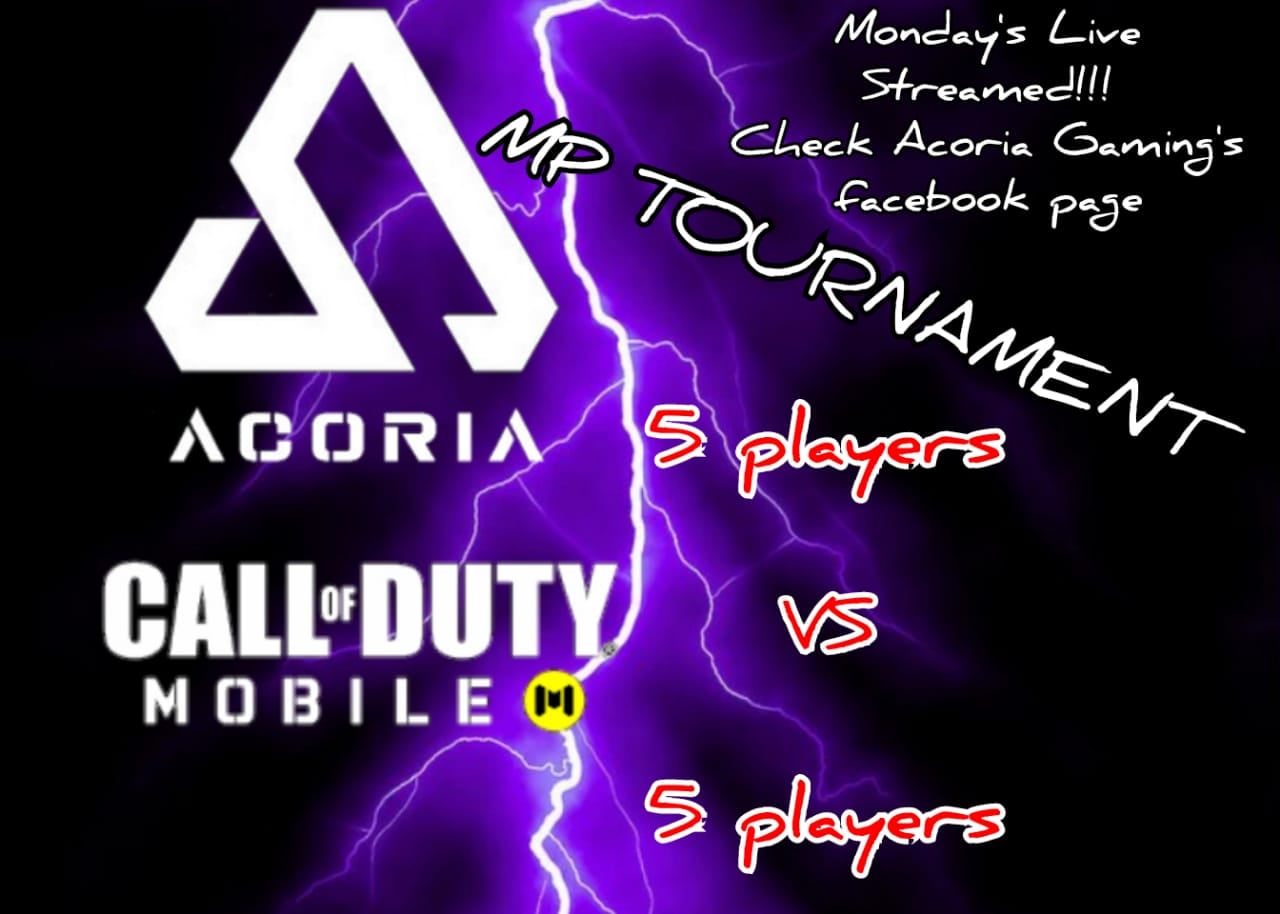 Monday's Live
Streamed!!!
Check Acoria Gaming's
facebook page
MP TOURNAMENT
ACORIA
5 players
VS
5 players
CALL OF DUTY®
MOBILE